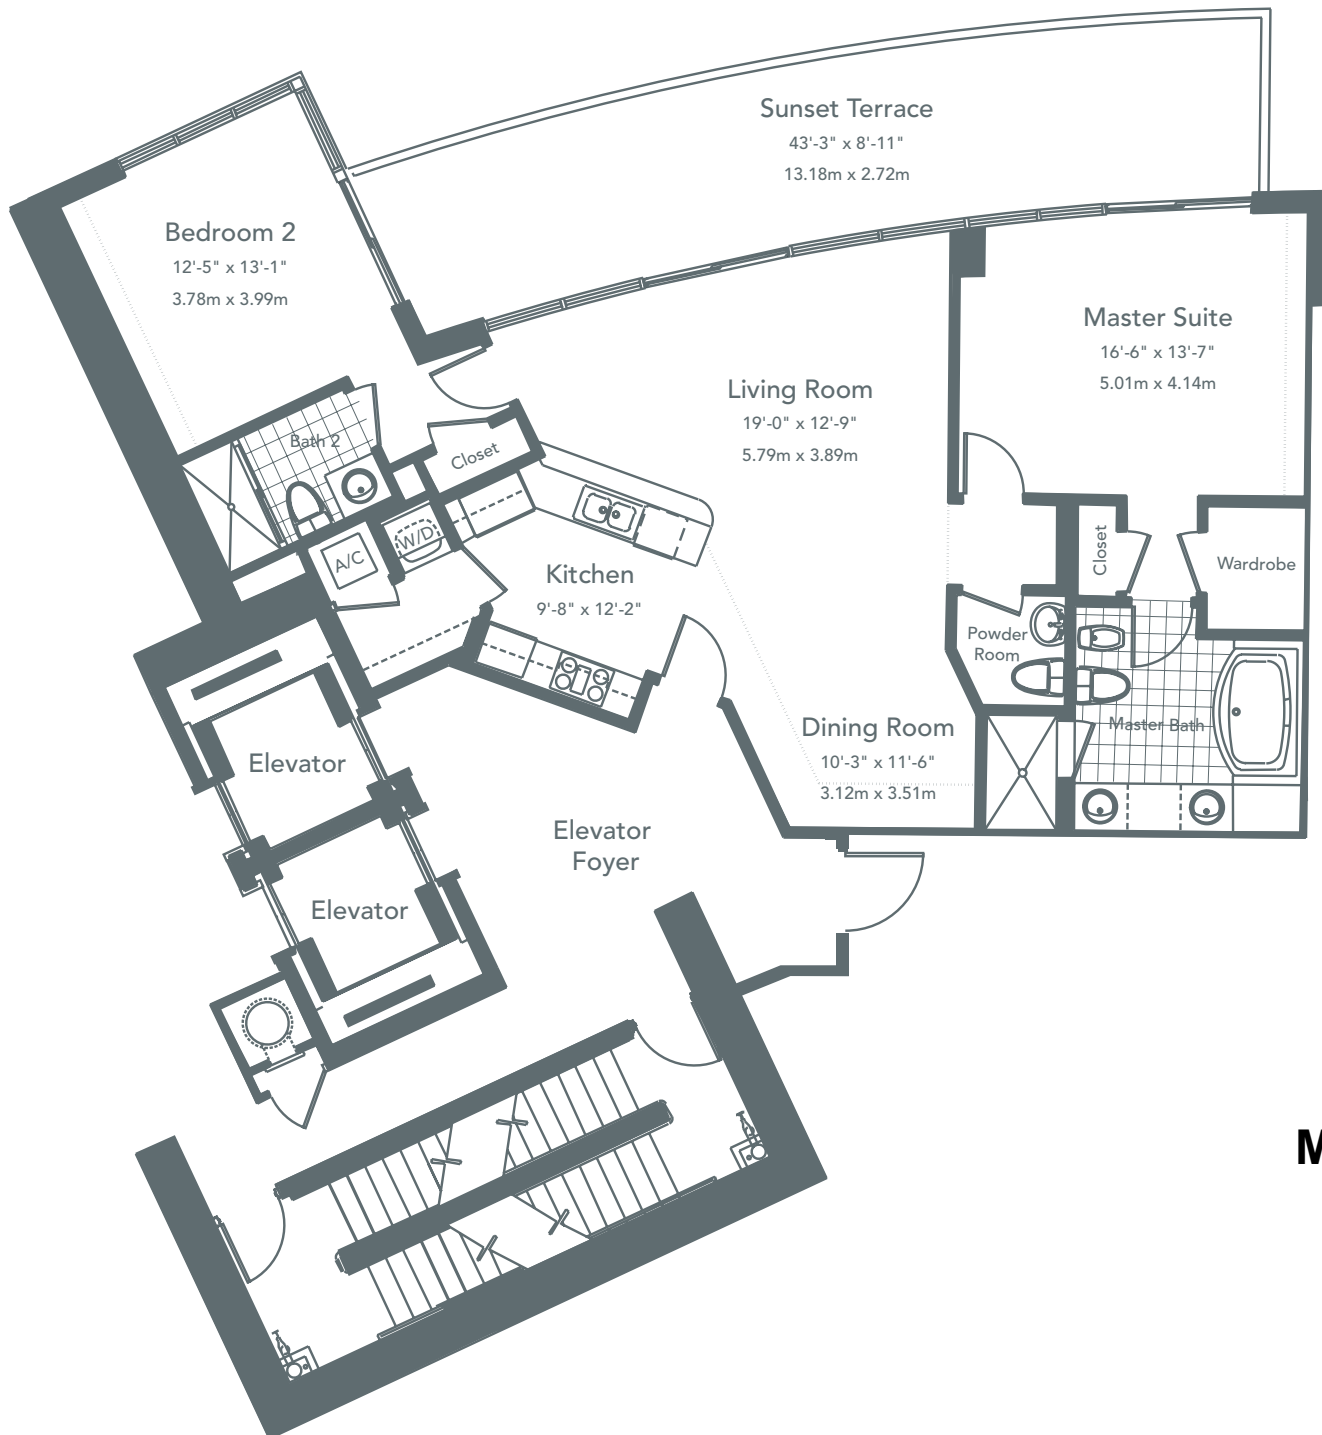 Sunset Terrace
43'-3" x 8'-11"
13.18m x 2.72m
Bedroom 2
12'-5" x 13'-1"
3.78m x 3.99m
Master Suite
16'-6" x 13'-7"
5.01m x 4.14m
Living Room
19'-0" x 12'-9"
5.79m x 3.89m
Bath 2
Closet
W/D
A/C
Kitchen
9'-8" x 12'-2"
Closet
Wardrobe
Powder
Room
Master Bath
Dining Room
10'-3" x 11'-6"
3.12m x 3.51m
Elevator
Elevator
Foyer
Elevator
M